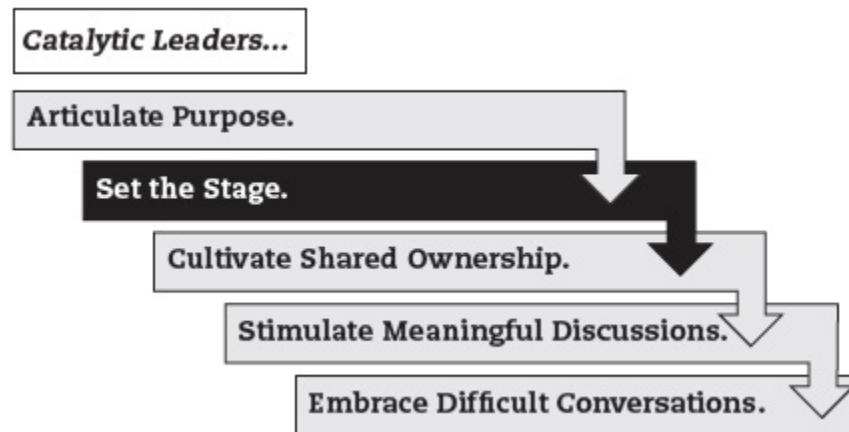 Catalytic Leaders...
Articulate Purpose.
Set the Stage.
Cultivate Shared Ownership.
Stimulate Meaningful Discussions.
Embrace Difficult Conversations.